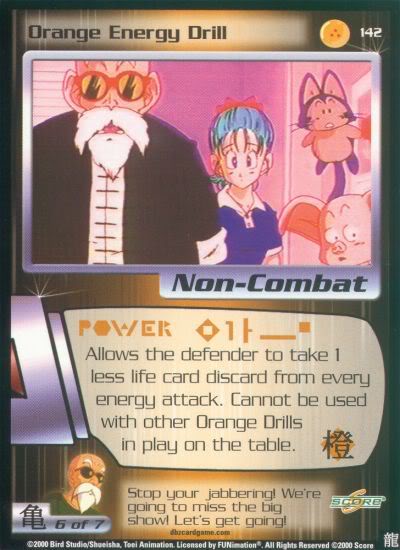 Orange Energy Drill
142
Non-Combat
POWER
Allows the defender to take 1
less life card discard from every
energy attack. Cannot be used
with other Orange Drills
in play on the table.
橙
Stop your jabbering! We're
going to miss the big
show! Let's get going!
亀 6 of 7
SCORE
dbzcardgame.com
©2000 Bird Studio/Shueisha, Toei Animation. Licensed by FUNimation®. All Rights Reserved ©2000 Score
龍